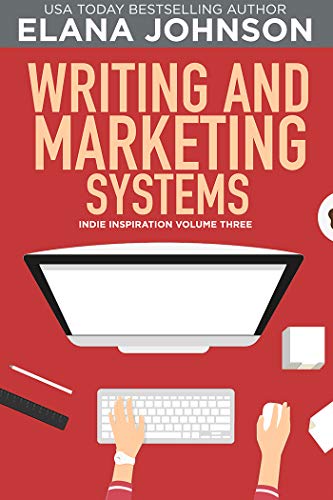 USA TODAY BESTSELLING AUTHOR
ELANA JOHNSON
WRITING AND
MARKETING
SYSTEMS
INDIE INSPIRATION VOLUME THREE